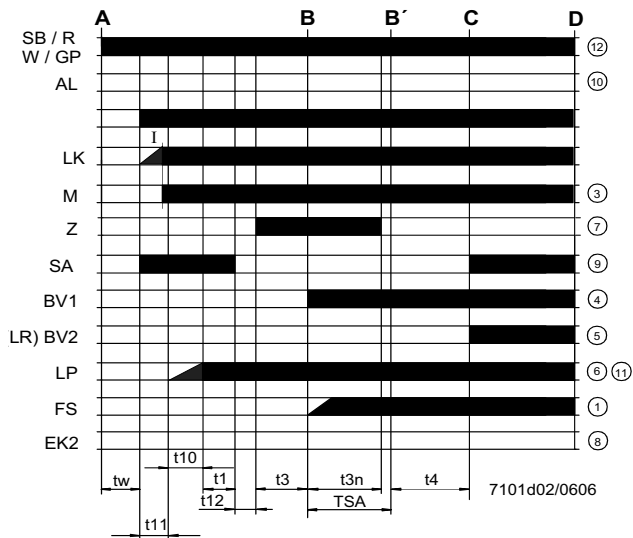 A B B´ C D
SB / R
W / GP
12
AL 10
I
LK
M 3
Z 7
SA 9
BV1 4
LR) BV2 5
LP 6 11
FS 1
EK2 8
t10
tw t1 t3 t3n t4 7101d02/0606
t12 TSA
t11